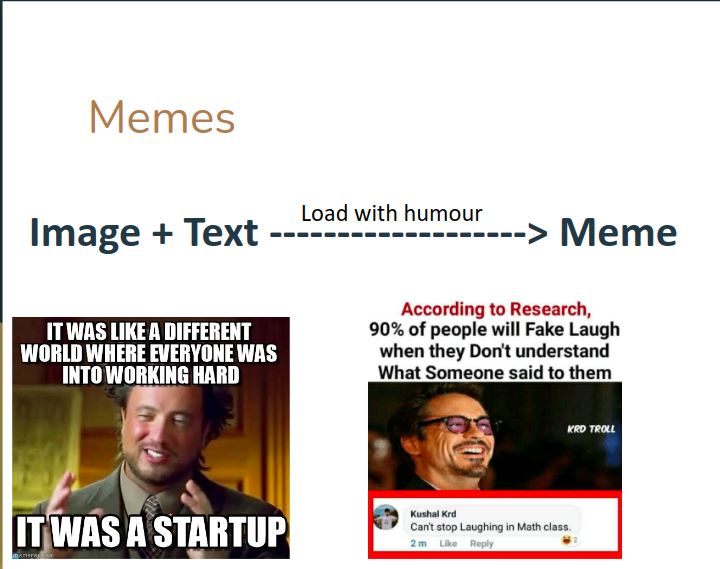 Memes
Load with humour
Image + Text -------------------> Meme
IT WAS LIKE A DIFFERENT
WORLD WHERE EVERYONE WAS
INTO WORKING HARD
IT WAS A STARTUP
According to Research,
90% of people will Fake Laugh
when they Don't understand
What Someone said to them
KRD TROLL
Kushal Krd
Can't stop Laughing in Math class.
2 m Like Reply
2